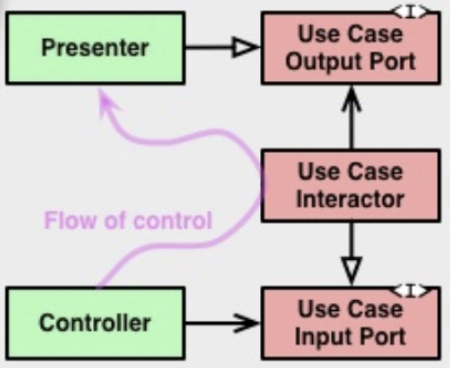 <I>
Presenter
Use Case
Output Port
Use Case
Interactor
Flow of control
<I>
Controller
Use Case
Input Port